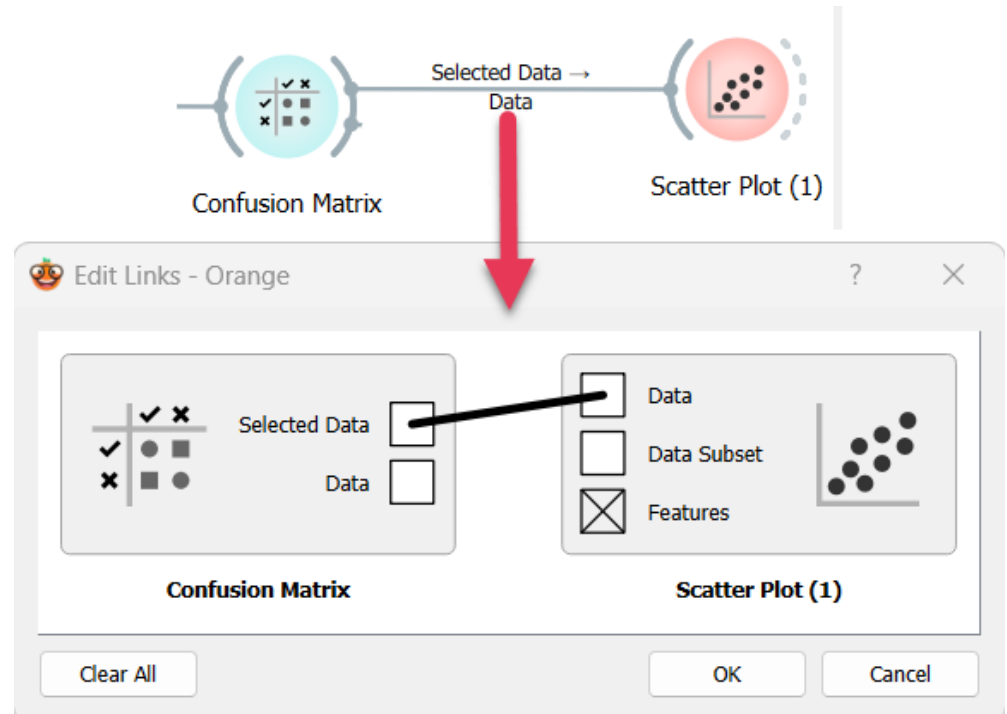 Selected Data →
Data
Confusion Matrix
Scatter Plot (1)
Edit Links - Orange
?
Selected Data
Data
Data
Data Subset
Features
Confusion Matrix
Scatter Plot (1)
Clear All
OK
Cancel